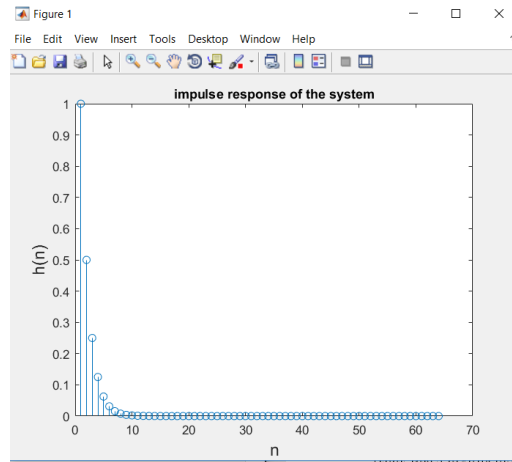 Figure 1
File Edit View Insert Tools Desktop Window Help
impulse response of the system
1
0.9
0.8
0.7
0.6
0.5
0.4
0.3
0.2
0.1
0
h(n)
0 10 20 30 40 50 60 70
n